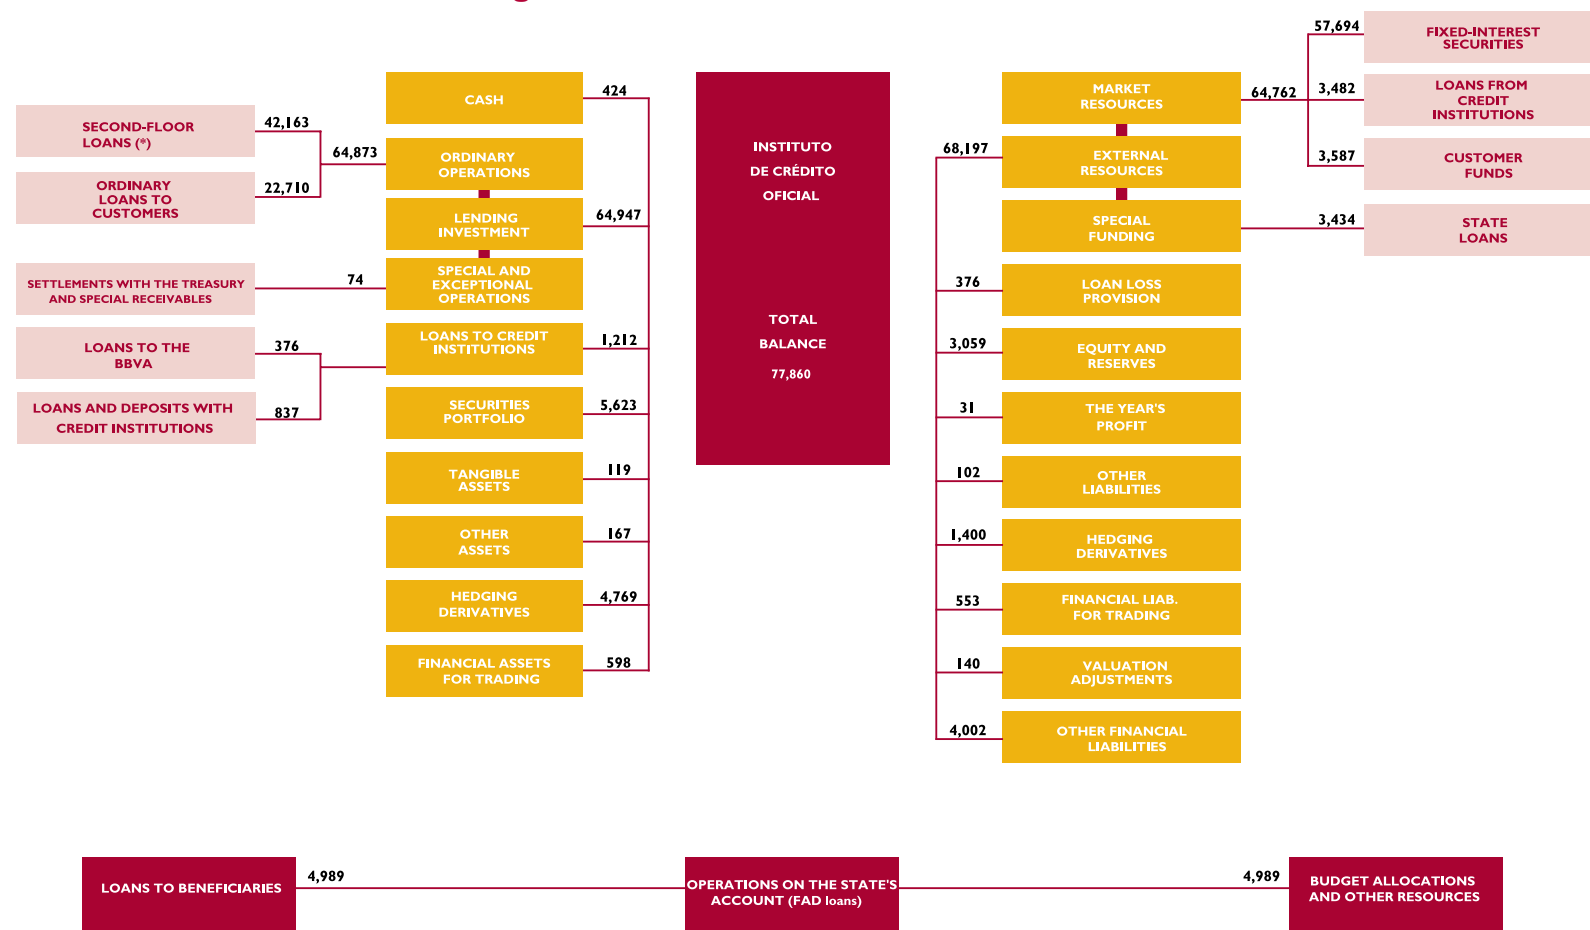 SECOND-FLOOR
LOANS (*)
42,163
ORDINARY
LOANS TO
CUSTOMERS
22,710
64,873
SETTLEMENTS WITH THE TREASURY
AND SPECIAL RECEIVABLES
74
LOANS TO THE
BBVA
376
LOANS AND DEPOSITS WITH
CREDIT INSTITUTIONS
837
CASH
424
ORDINARY
OPERATIONS
LENDING
INVESTMENT
64,947
SPECIAL AND
EXCEPTIONAL
OPERATIONS
LOANS TO CREDIT
INSTITUTIONS
1,212
SECURITIES
PORTFOLIO
5,623
TANGIBLE
ASSETS
119
OTHER
ASSETS
167
HEDGING
DERIVATIVES
4,769
FINANCIAL ASSETS
FOR TRADING
598
INSTITUTO
DE CRÉDITO
OFICIAL
TOTAL
BALANCE
77,860
MARKET
RESOURCES
64,762
68,197
EXTERNAL
RESOURCES
SPECIAL
FUNDING
3,434
376
LOAN LOSS
PROVISION
3,059
EQUITY AND
RESERVES
31
THE YEAR'S
PROFIT
102
OTHER
LIABILITIES
1,400
HEDGING
DERIVATIVES
553
FINANCIAL LIAB.
FOR TRADING
140
VALUATION
ADJUSTMENTS
4,002
OTHER FINANCIAL
LIABILITIES
57,694
FIXED-INTEREST
SECURITIES
3,482
LOANS FROM
CREDIT
INSTITUTIONS
3,587
CUSTOMER
FUNDS
STATE
LOANS
LOANS TO BENEFICIARIES
4,989
OPERATIONS ON THE STATE'S
ACCOUNT (FAD loans)
4,989
BUDGET ALLOCATIONS
AND OTHER RESOURCES